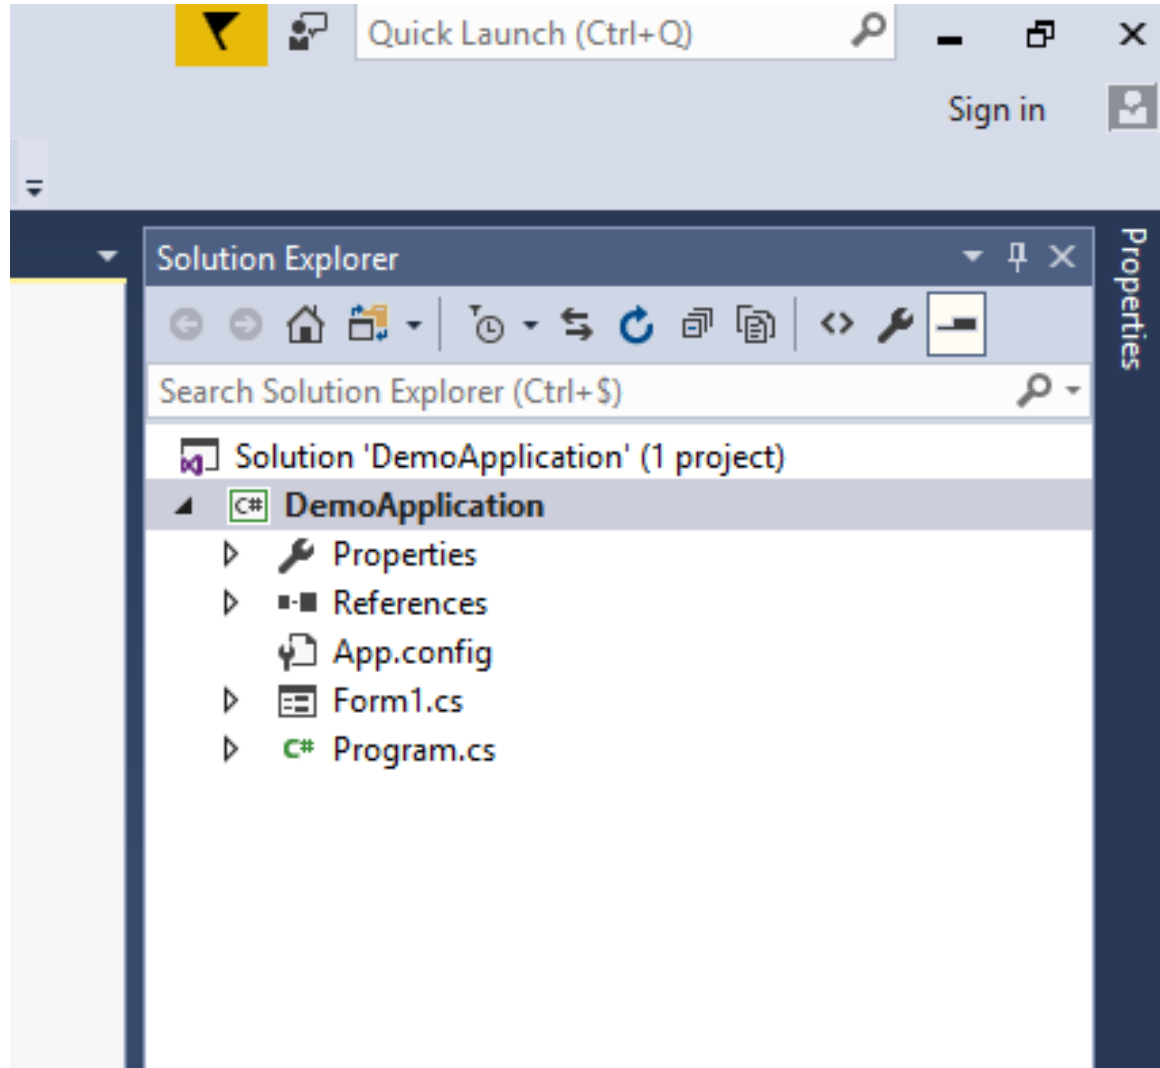 Quick Launch (Ctrl+Q)
Sign in
Solution Explorer
Properties
Search Solution Explorer (Ctrl+$)
Solution 'DemoApplication' (1 project)
C# DemoApplication
Properties
References
App.config
Form1.cs
C# Program.cs